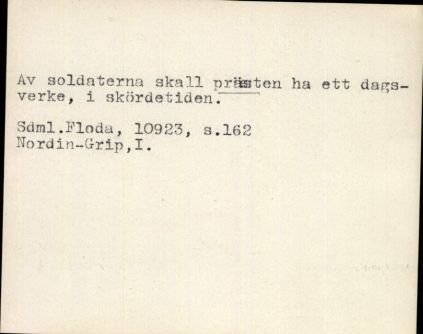 Av soldaterna skall prästen ha ett dags-
verke, i skördetiden.
Sdml.Floda, 10923, s.162
Nordin-Grip,I.